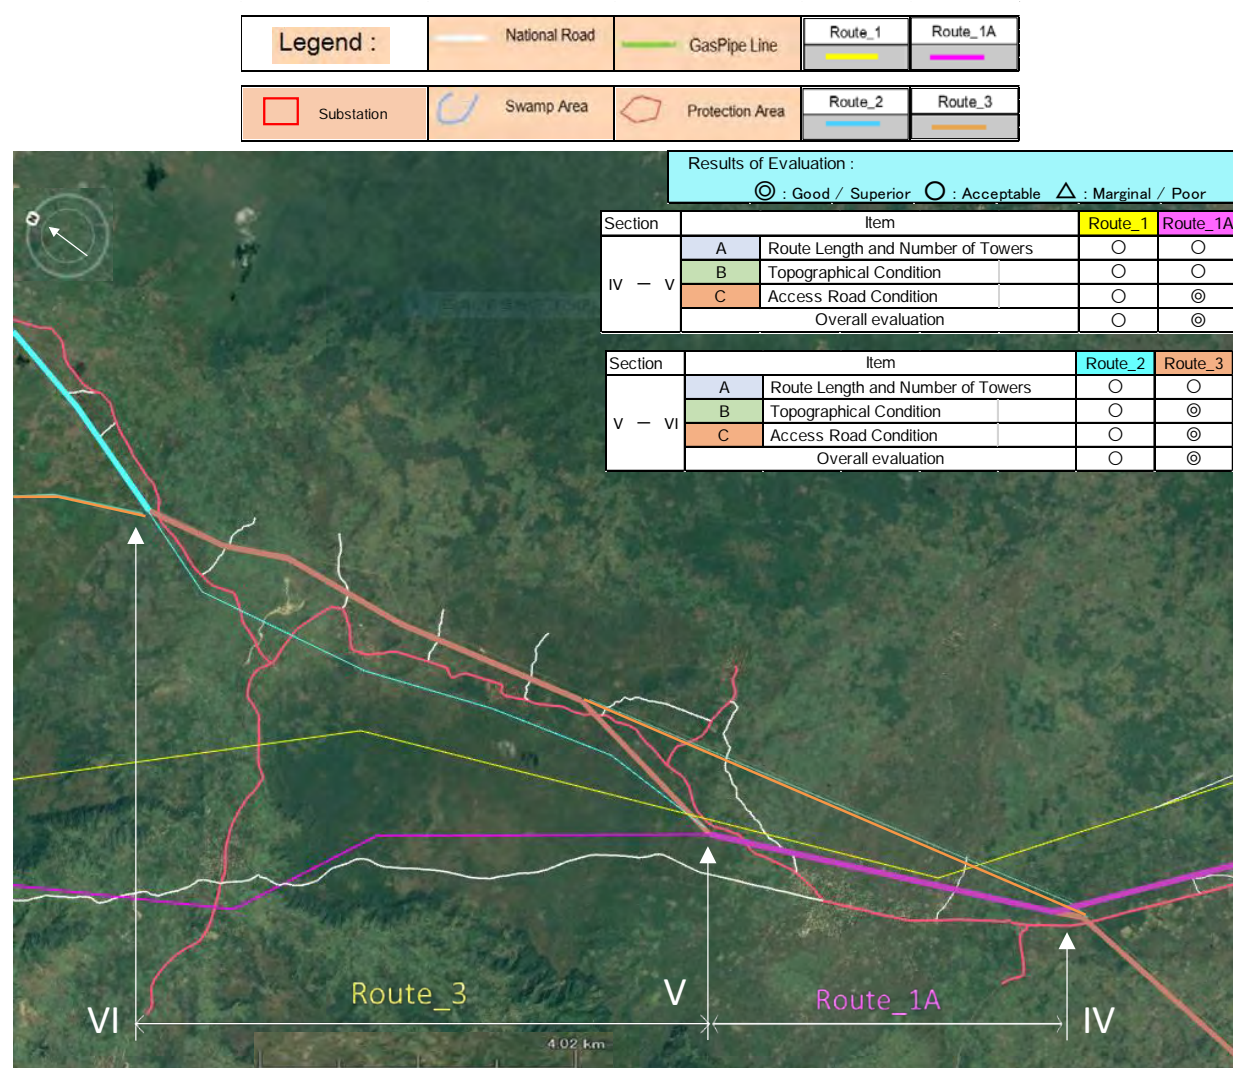 Legend :
National Road
GasPipe Line
Route_1
Route_1A
Substation
Swamp Area
Protection Area
Route_2
Route_3
Results of Evaluation :
◎ : Good / Superior ○ : Acceptable △ : Marginal / Poor
Section Item Route_1 Route_1A
IV － V
A Route Length and Number of Towers ○ ○
B Topographical Condition ○ ○
C Access Road Condition ○ ◎
Overall evaluation ○ ◎
Section Item Route_2 Route_3
V － VI
A Route Length and Number of Towers ○ ○
B Topographical Condition ○ ◎
C Access Road Condition ○ ◎
Overall evaluation ○ ◎
Route_3
V
Route_1A
VI
IV
4.02 km